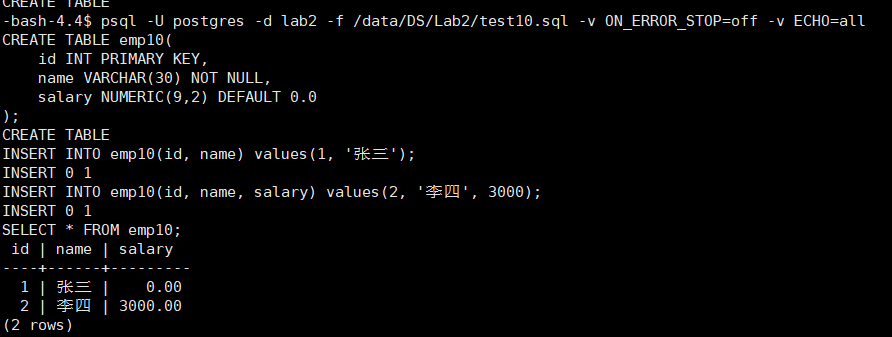 CREATE TABLE
-bash-4.4$ psql -U postgres -d lab2 -f /data/DS/Lab2/test10.sql -v ON_ERROR_STOP=off -v ECHO=all
CREATE TABLE emp10(
    id INT PRIMARY KEY,
    name VARCHAR(30) NOT NULL,
    salary NUMERIC(9,2) DEFAULT 0.0
);
CREATE TABLE
INSERT INTO emp10(id, name) values(1, '张三');
INSERT 0 1
INSERT INTO emp10(id, name, salary) values(2, '李四', 3000);
INSERT 0 1
SELECT * FROM emp10;
 id | name | salary
----+------+---------
  1 | 张三 |    0.00
  2 | 李四 | 3000.00
(2 rows)